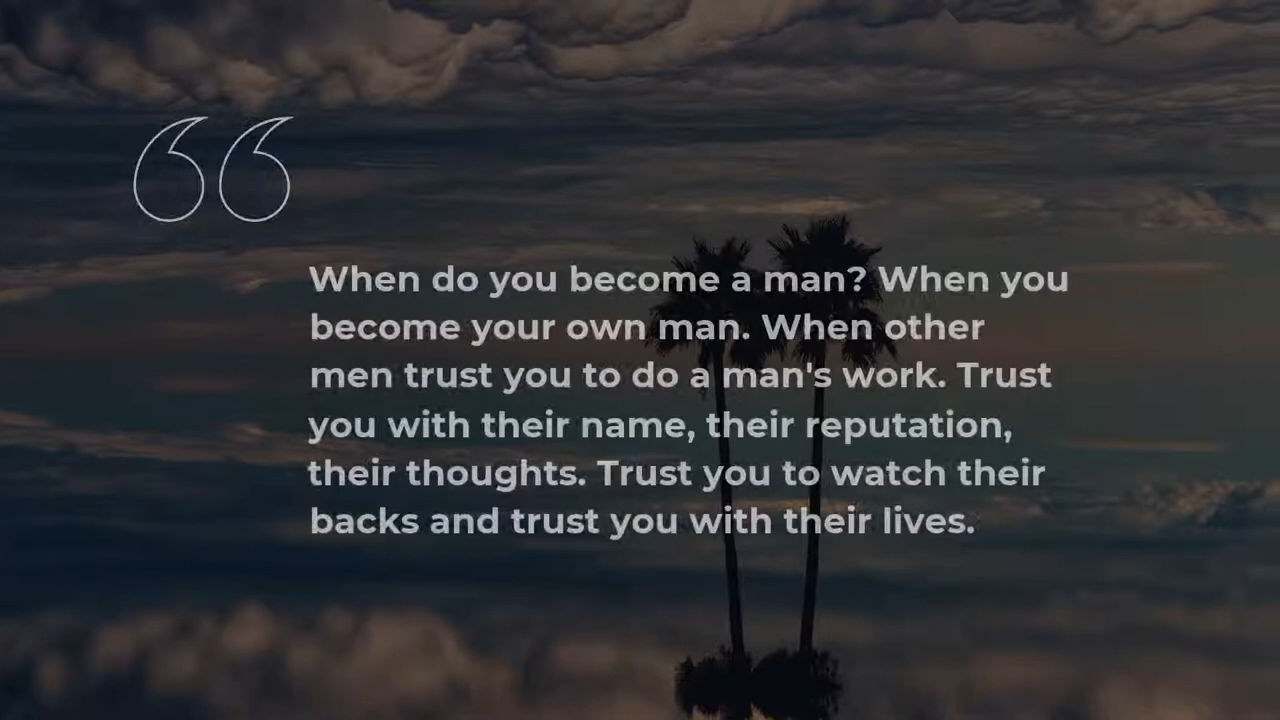 When do you become a man? When you
become your own man. When other
men trust you to do a man's work. Trust
you with their name, their reputation,
their thoughts. Trust you to watch their
backs and trust you with their lives.